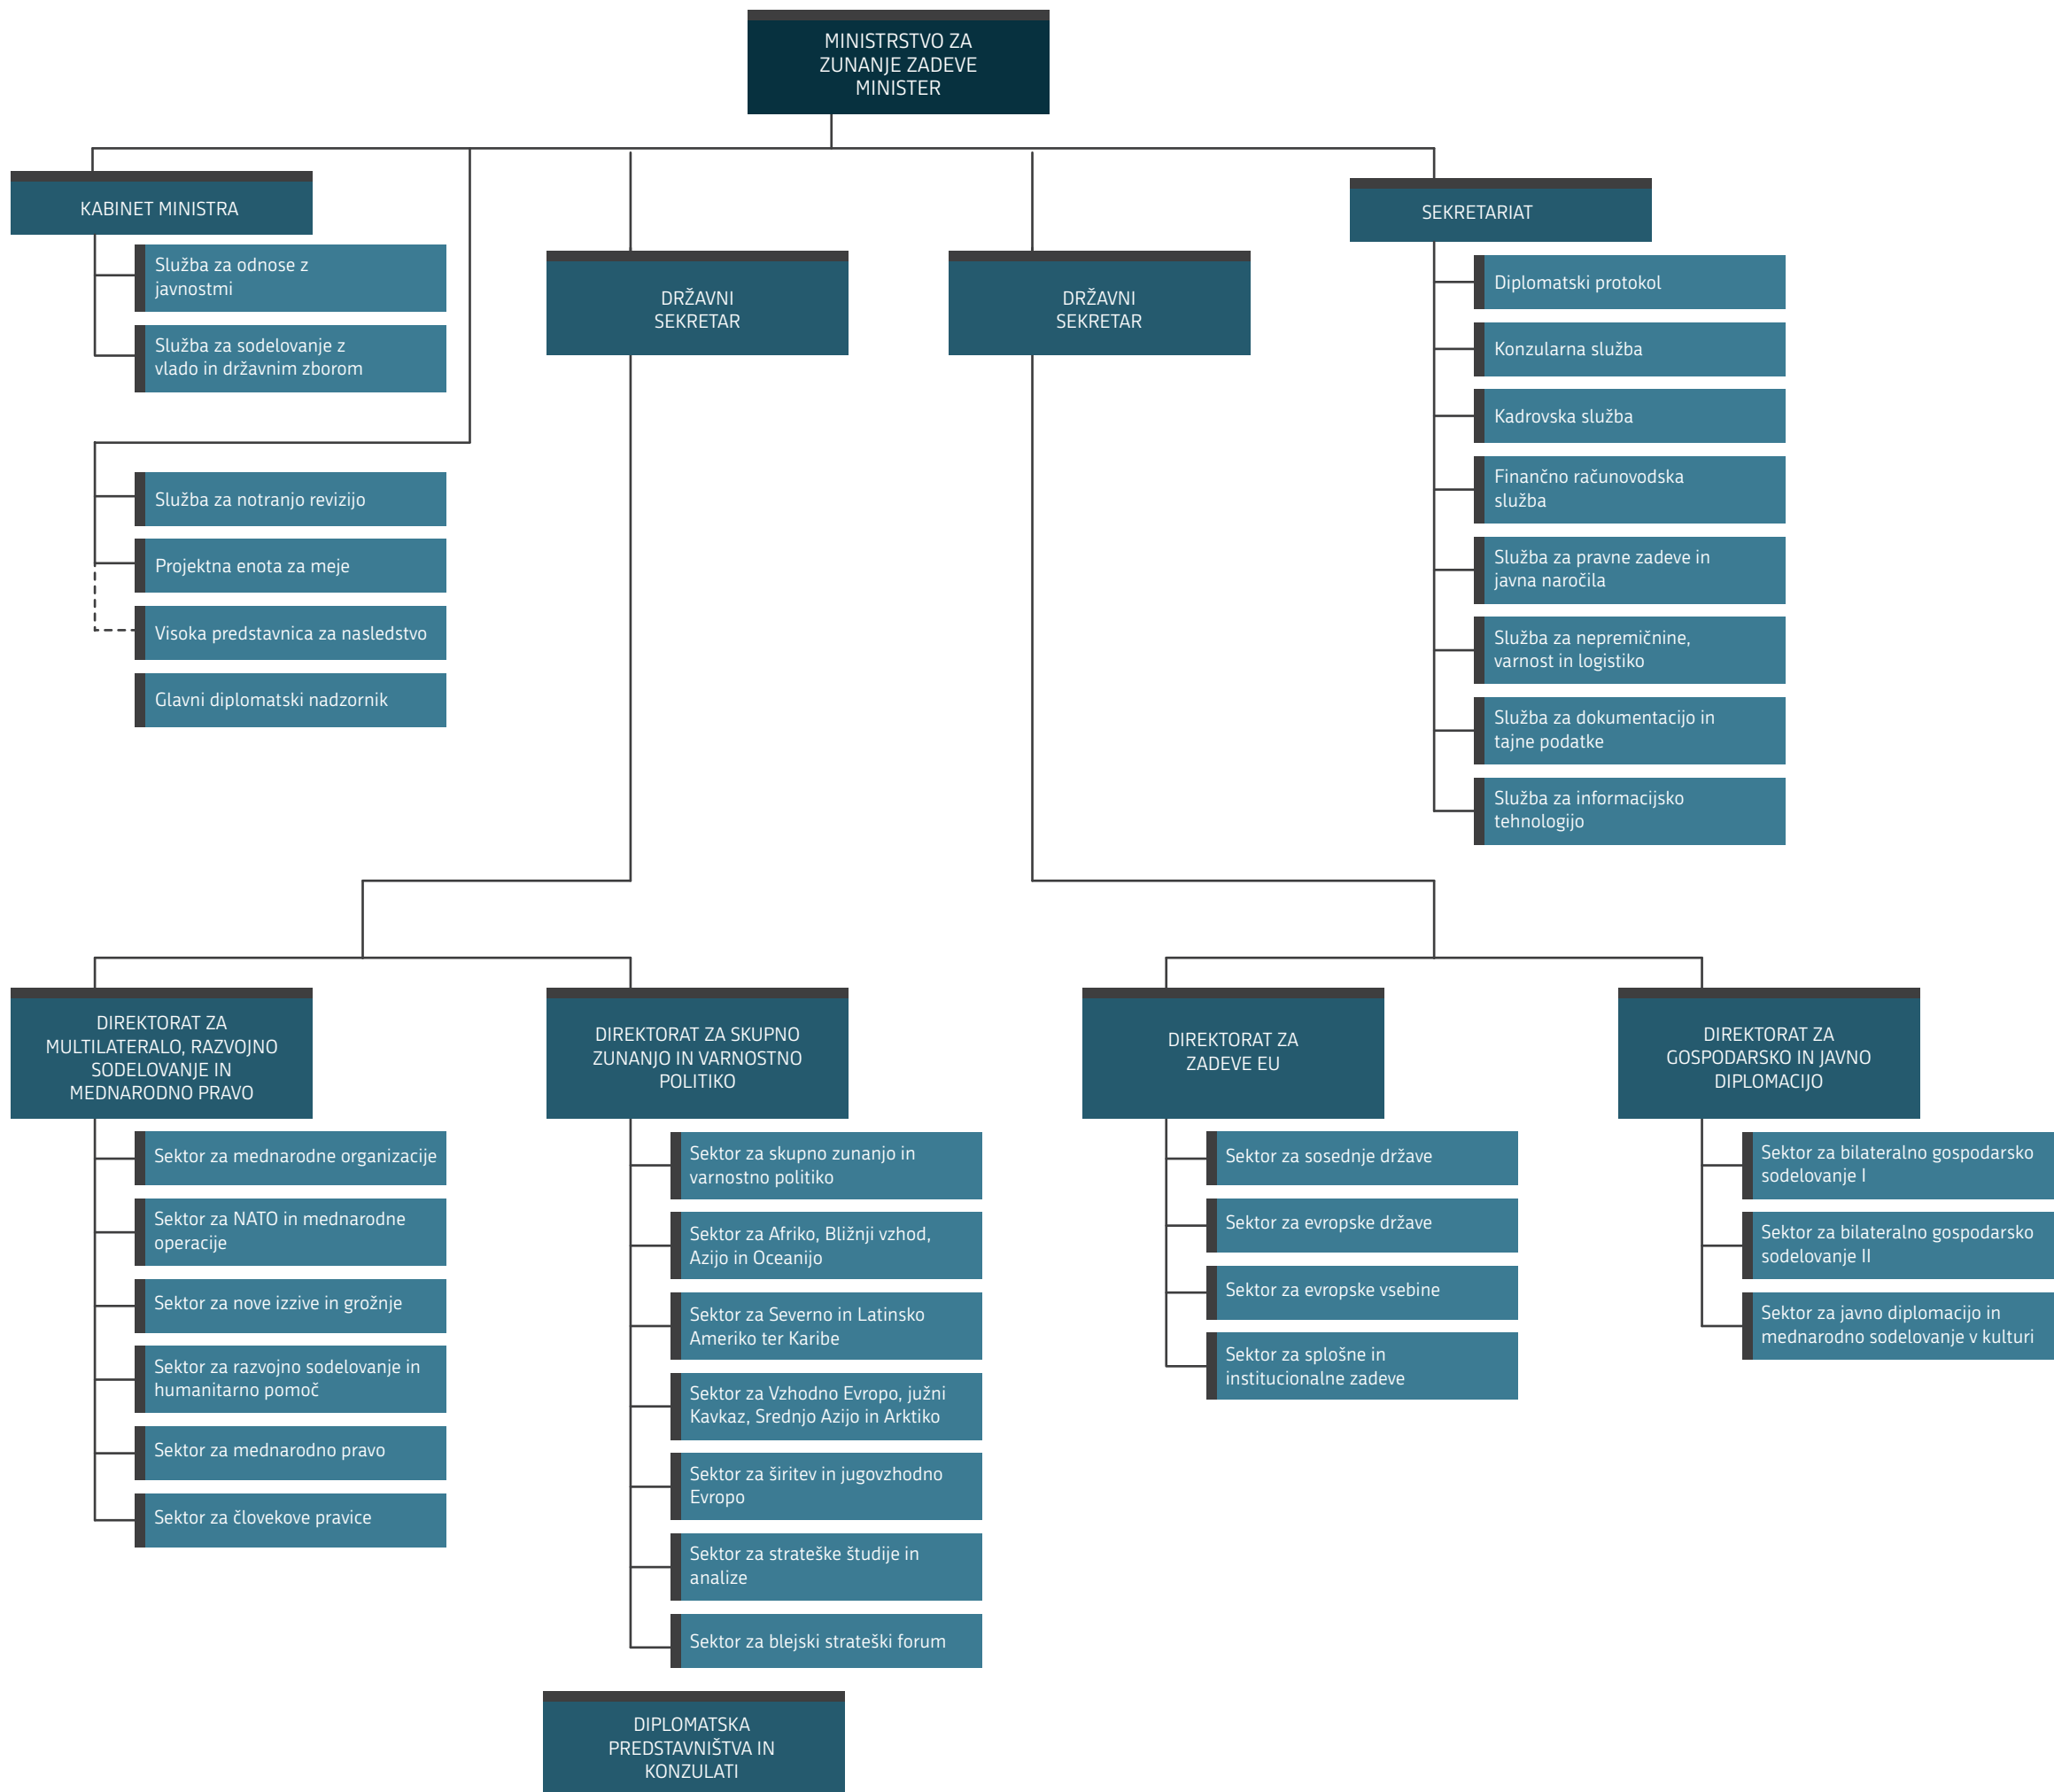 MINISTRSTVO ZA
ZUNANJE ZADEVE
MINISTER
KABINET MINISTRA
Služba za odnose z
javnostmi
Služba za sodelovanje z
vlado in državnim zborom
Služba za notranjo revizijo
Projektna enota za meje
Visoka predstavnica za nasledstvo
Glavni diplomatski nadzornik
DRŽAVNI
SEKRETAR
DRŽAVNI
SEKRETAR
SEKRETARIAT
Diplomatski protokol
Konzularna služba
Kadrovska služba
Finančno računovodska
služba
Služba za pravne zadeve in
javna naročila
Služba za nepremičnine,
varnost in logistiko
Služba za dokumentacijo in
tajne podatke
Služba za informacijsko
tehnologijo
DIREKTORAT ZA
MULTILATERALO, RAZVOJNO
SODELOVANJE IN
MEDNARODNO PRAVO
Sektor za mednarodne organizacije
Sektor za NATO in mednarodne
operacije
Sektor za nove izzive in grožnje
Sektor za razvojno sodelovanje in
humanitarno pomoč
Sektor za mednarodno pravo
Sektor za človekove pravice
DIREKTORAT ZA SKUPNO
ZUNANJO IN VARNOSTNO
POLITIKO
Sektor za skupno zunanjo in
varnostno politiko
Sektor za Afriko, Bližnji vzhod,
Azijo in Oceanijo
Sektor za Severno in Latinsko
Ameriko ter Karibe
Sektor za Vzhodno Evropo, južni
Kavkaz, Srednjo Azijo in Arktiko
Sektor za širitev in jugovzhodno
Evropo
Sektor za strateške študije in
analize
Sektor za blejski strateški forum
DIREKTORAT ZA
ZADEVE EU
Sektor za sosednje države
Sektor za evropske države
Sektor za evropske vsebine
Sektor za splošne in
institucionalne zadeve
DIREKTORAT ZA
GOSPODARSKO IN JAVNO
DIPLOMACIJO
Sektor za bilateralno gospodarsko
sodelovanje I
Sektor za bilateralno gospodarsko
sodelovanje II
Sektor za javno diplomacijo in
mednarodno sodelovanje v kulturi
DIPLOMATSKA
PREDSTAVNIŠTVA IN
KONZULATI